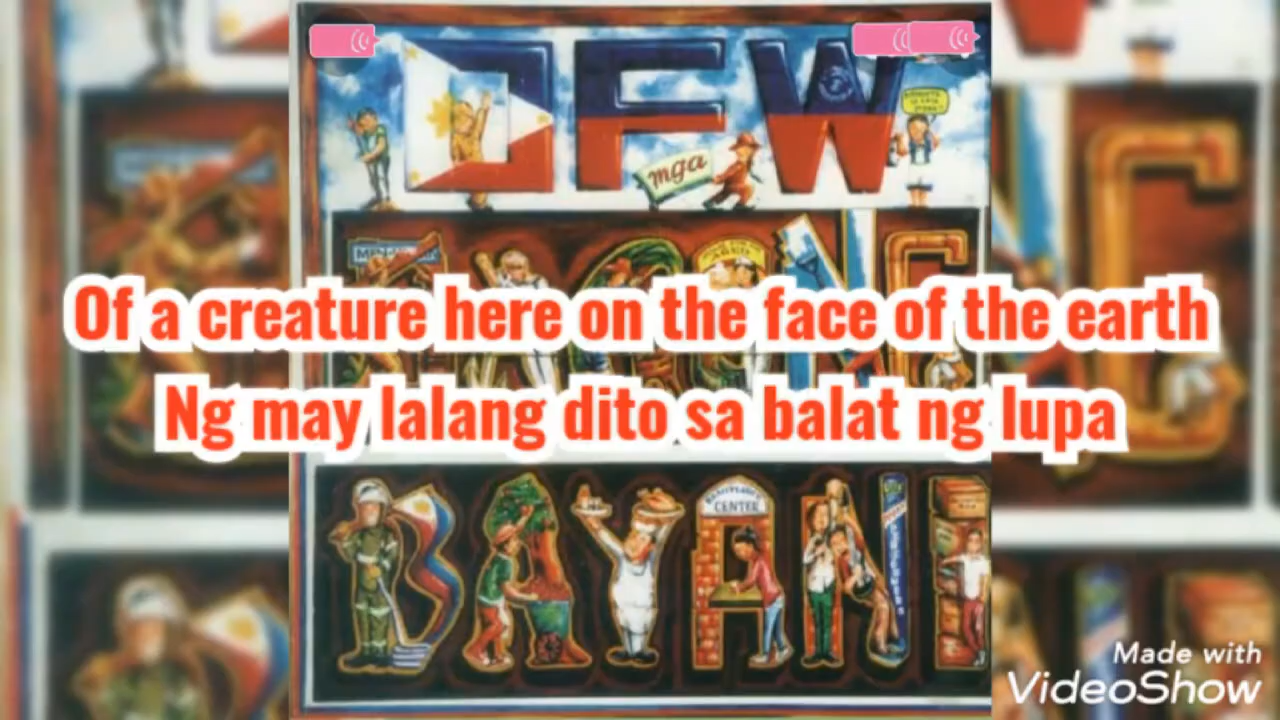 OFW
mga
Of a creature here on the face of the earth
Ng may lalang dito sa balat ng lupa
BAYANI
CENTER
Made with
VideoShow